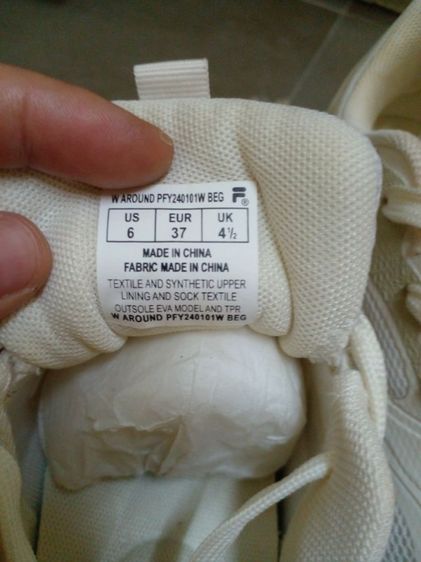 W AROUND PFY240101W BEG F®
US EUR UK
6 37 4½
MADE IN CHINA
FABRIC MADE IN CHINA
TEXTILE AND SYNTHETIC UPPER
LINING AND SOCK TEXTILE
OUTSOLE EVA MODEL AND TPR
W AROUND PFY240101W BEG